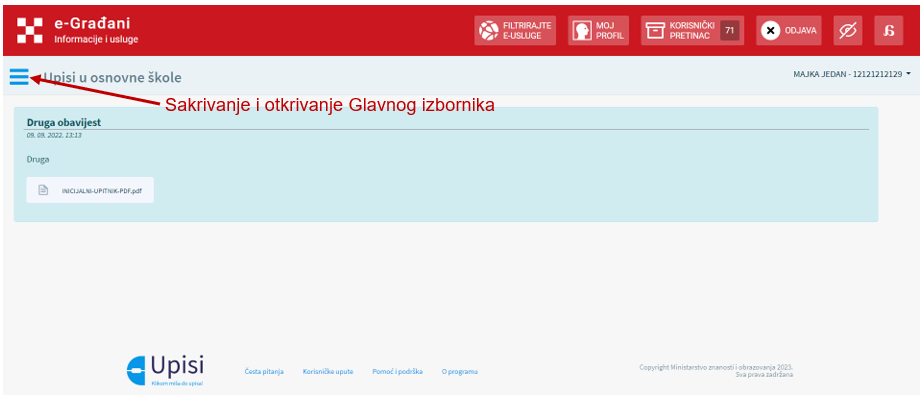 e-Građani
Informacije i usluge
FILTRIRAJTE
E-USLUGE
MOJ
PROFIL
KORISNIČKI
PRETINAC
71
ODJAVA
Upisi u osnovne škole
MAJKA JEDAN - 12121212129
Sakrivanje i otkrivanje Glavnog izbornika
Druga obavijest
09. 09. 2022. 13:13
Druga
INICIJALNI-UPITNIK-PDF.pdf
Upisi
Klikom miša do upisa!
Česta pitanja
Korisničke upute
Pomoć i podrška
O programu
Copyright Ministarstvo znanosti i obrazovanja 2023.
Sva prava zadržana